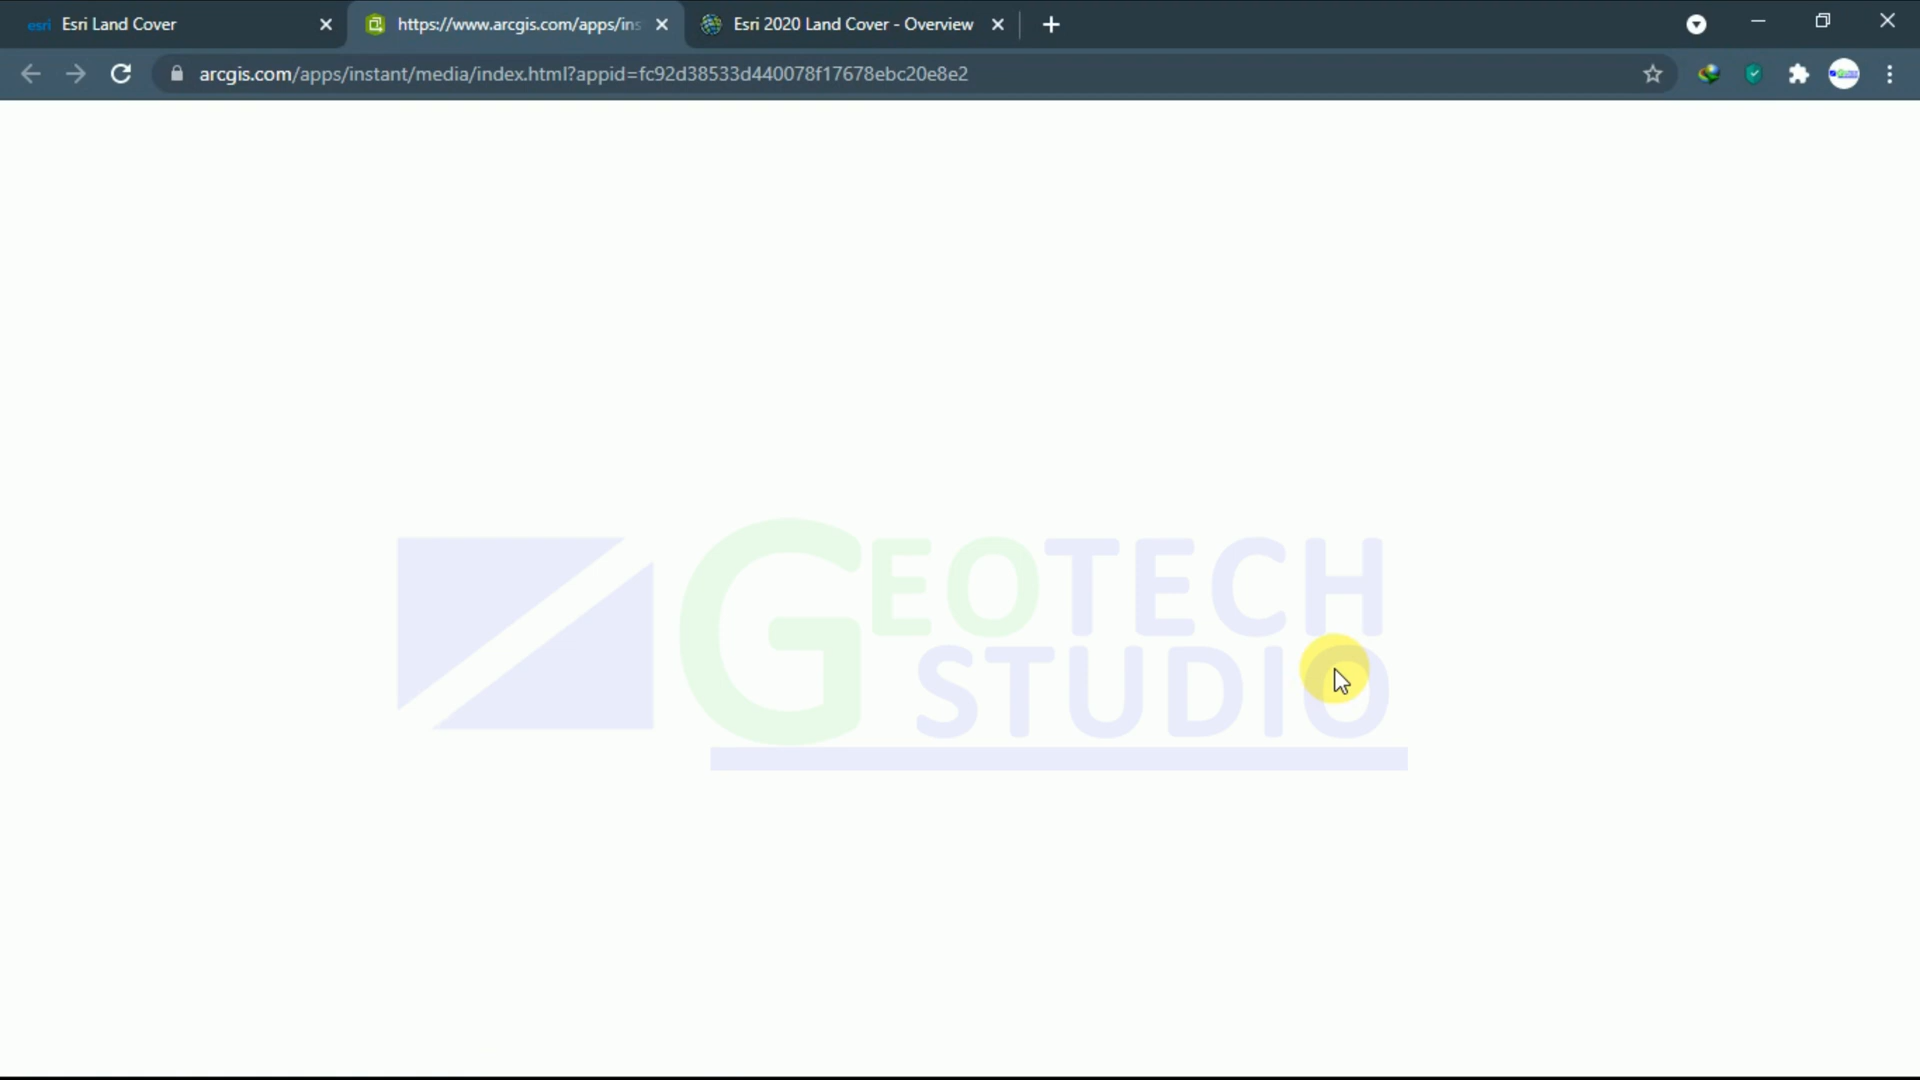 esri Esri Land Cover
https://www.arcgis.com/apps/ins
Esri 2020 Land Cover - Overview
arcgis.com/apps/instant/media/index.html?appid=fc92d38533d440078f17678ebc20e8e2
GEOTECH
STUDIO